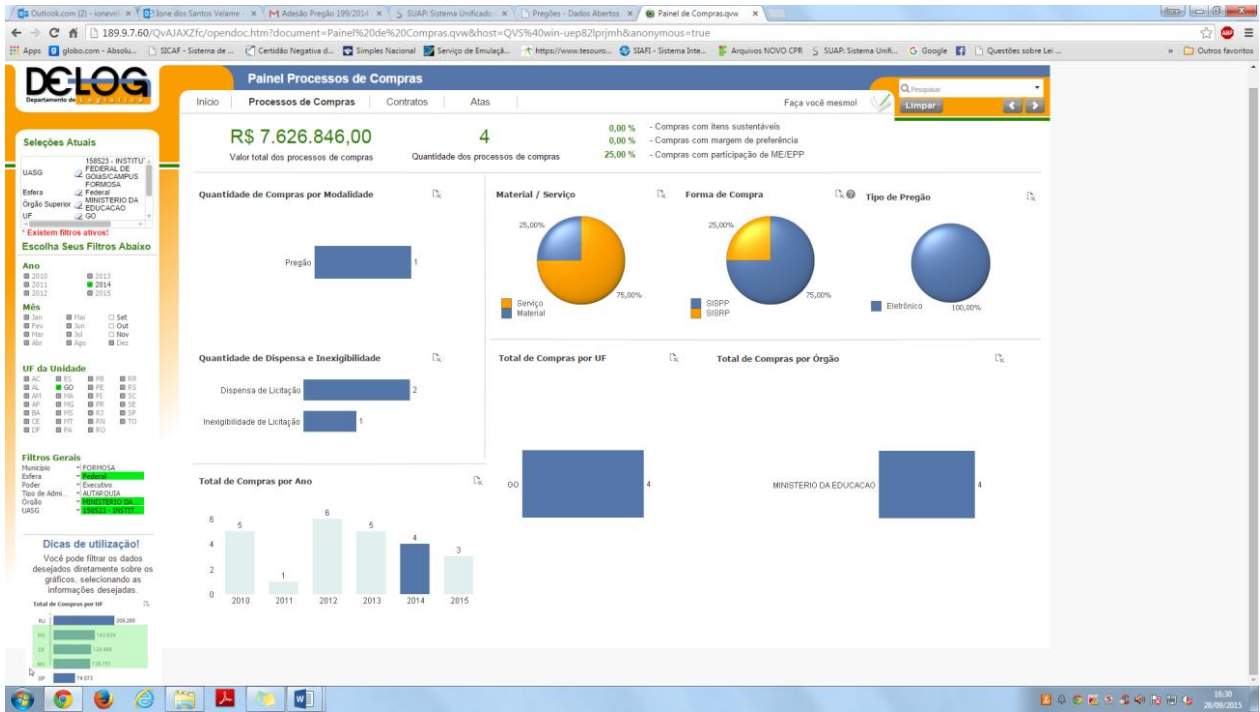 Outlook.com (2) - ionevel
Ione dos Santos Velame -
Adesão Pregão 199/2014
SUAP: Sistema Unificado
Pregões - Dados Abertos
Painel de Compras.qvw
189.9.7.60/QvAJAXZfc/opendoc.htm?document=Painel%20de%20Compras.qvw&host=QVS%40win-uep82lprjmh&anonymous=true
Apps
globo.com - Absolu...
SICAF - Sistema de ...
Certidão Negativa d...
Simples Nacional
Serviço de Emulaçã...
https://www.tesouro...
SIAFI - Sistema Inte...
Arquivos NOVO CPR
SUAP: Sistema Unifi...
Google
Questões sobre Lei ...
Outros favoritos
DELOG
Departamento de Logística
Painel Processos de Compras
Início
Processos de Compras
Contratos
Atas
Faça você mesmo!
Pesquisar
Limpar
Seleções Atuais
UASG
158523 - INSTITU
FEDERAL DE
GOIáS/CAMPUS
FORMOSA
Esfera
Federal
Órgão Superior
MINISTERIO DA
EDUCACAO
UF
GO
* Existem filtros ativos!
Escolha Seus Filtros Abaixo
Ano
2010 2013
2011 2014
2012 2015
Mês
Jan Mai Set
Fev Jun Out
Mar Jul Nov
Abr Ago Dez
UF da Unidade
AC ES PB RR
AL GO PE RS
AM MA PI SC
AP MG PR SE
BA MS RJ SP
CE MT RN TO
DF PA RO
Filtros Gerais
Município FORMOSA
Esfera Federal
Poder Executivo
Tipo de Admi... AUTARQUIA
Órgão MINISTERIO DA
UASG 158523 - INSTIT
Dicas de utilização!
Você pode filtrar os dados
desejados diretamente sobre os
gráficos, selecionando as
informações desejadas.
Total de Compras por UF
RJ
DF
SP 74.073
R$ 7.626.846,00
Valor total dos processos de compras
4
Quantidade dos processos de compras
0,00 % - Compras com itens sustentáveis
0,00 % - Compras com margem de preferência
25,00 % - Compras com participação de ME/EPP
Quantidade de Compras por Modalidade
Pregão 1
Material / Serviço
25,00%
75,00%
Serviço
Material
Forma de Compra
25,00%
75,00%
SISPP
SISRP
Tipo de Pregão
Eletrônico
100,00%
Quantidade de Dispensa e Inexigibilidade
Dispensa de Licitação 2
Inexigibilidade de Licitação 1
Total de Compras por UF
GO 4
Total de Compras por Órgão
MINISTERIO DA EDUCACAO 4
Total de Compras por Ano
6
4
2
0
5 1 6 5 4 3
2010 2011 2012 2013 2014 2015
16:30
28/09/2015